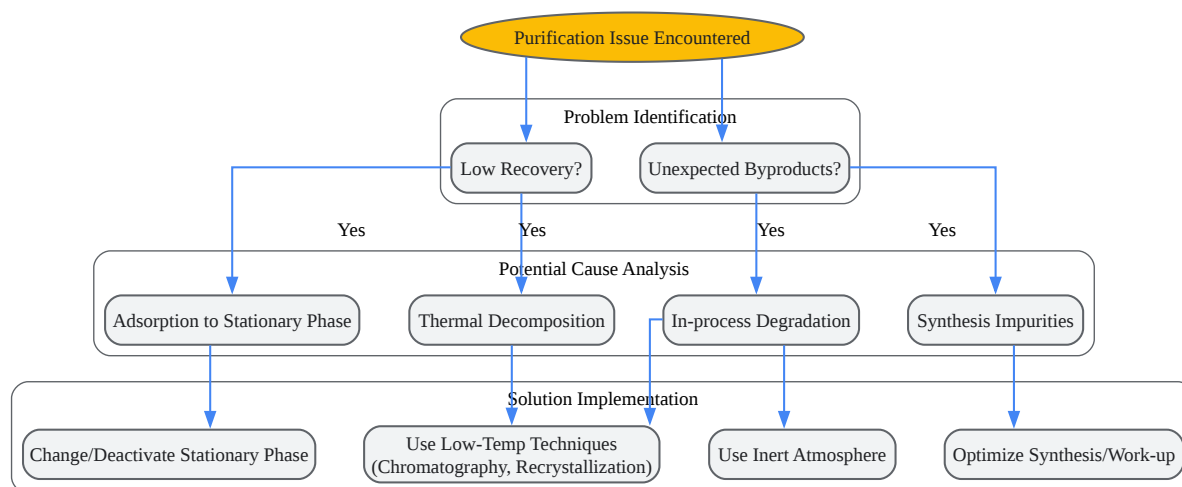 Purification Issue Encountered
Problem Identification
Low Recovery?
Unexpected Byproducts?
Yes
Yes
Yes
Yes
Potential Cause Analysis
Adsorption to Stationary Phase
Thermal Decomposition
In-process Degradation
Synthesis Impurities
Solution Implementation
Change/Deactivate Stationary Phase
Use Low-Temp Techniques
(Chromatography, Recrystallization)
Use Inert Atmosphere
Optimize Synthesis/Work-up